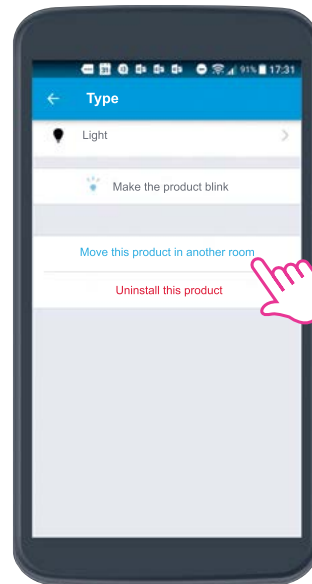 91% 17:31
Type
Light
Make the product blink
Move this product in another room
Uninstall this product